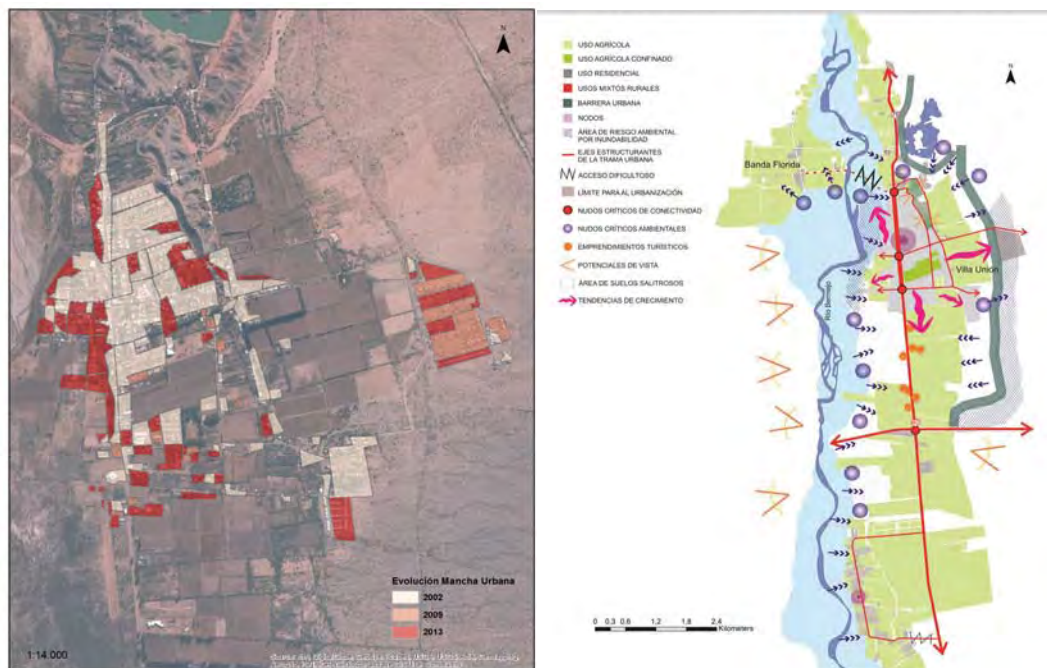 N
Evolución Mancha Urbana
2002
2009
2013
1:14.000
USO AGRÍCOLA
USO AGRÍCOLA CONFINADO
USO RESIDENCIAL
USOS MIXTOS RURALES
BARRERA URBANA
NODOS
ÁREA DE RIESGO AMBIENTAL
POR INUNDABILIDAD
EJES ESTRUCTURANTES
DE LA TRAMA URBANA
ACCESO DIFICULTOSO
LÍMITE PARA AL URBANIZACIÓN
NUDOS CRÍTICOS DE CONECTIVIDAD
NUDOS CRÍTICOS AMBIENTALES
EMPRENDIMIENTOS TURÍSTICOS
POTENCIALES DE VISTA
ÁREA DE SUELOS SALITROSOS
TENDENCIAS DE CRECIMIENTO
N
Banda Florida
Villa Unión
Río Bermejo
0 0.3 0.6 1.2 1.8 2.4
Kilometers